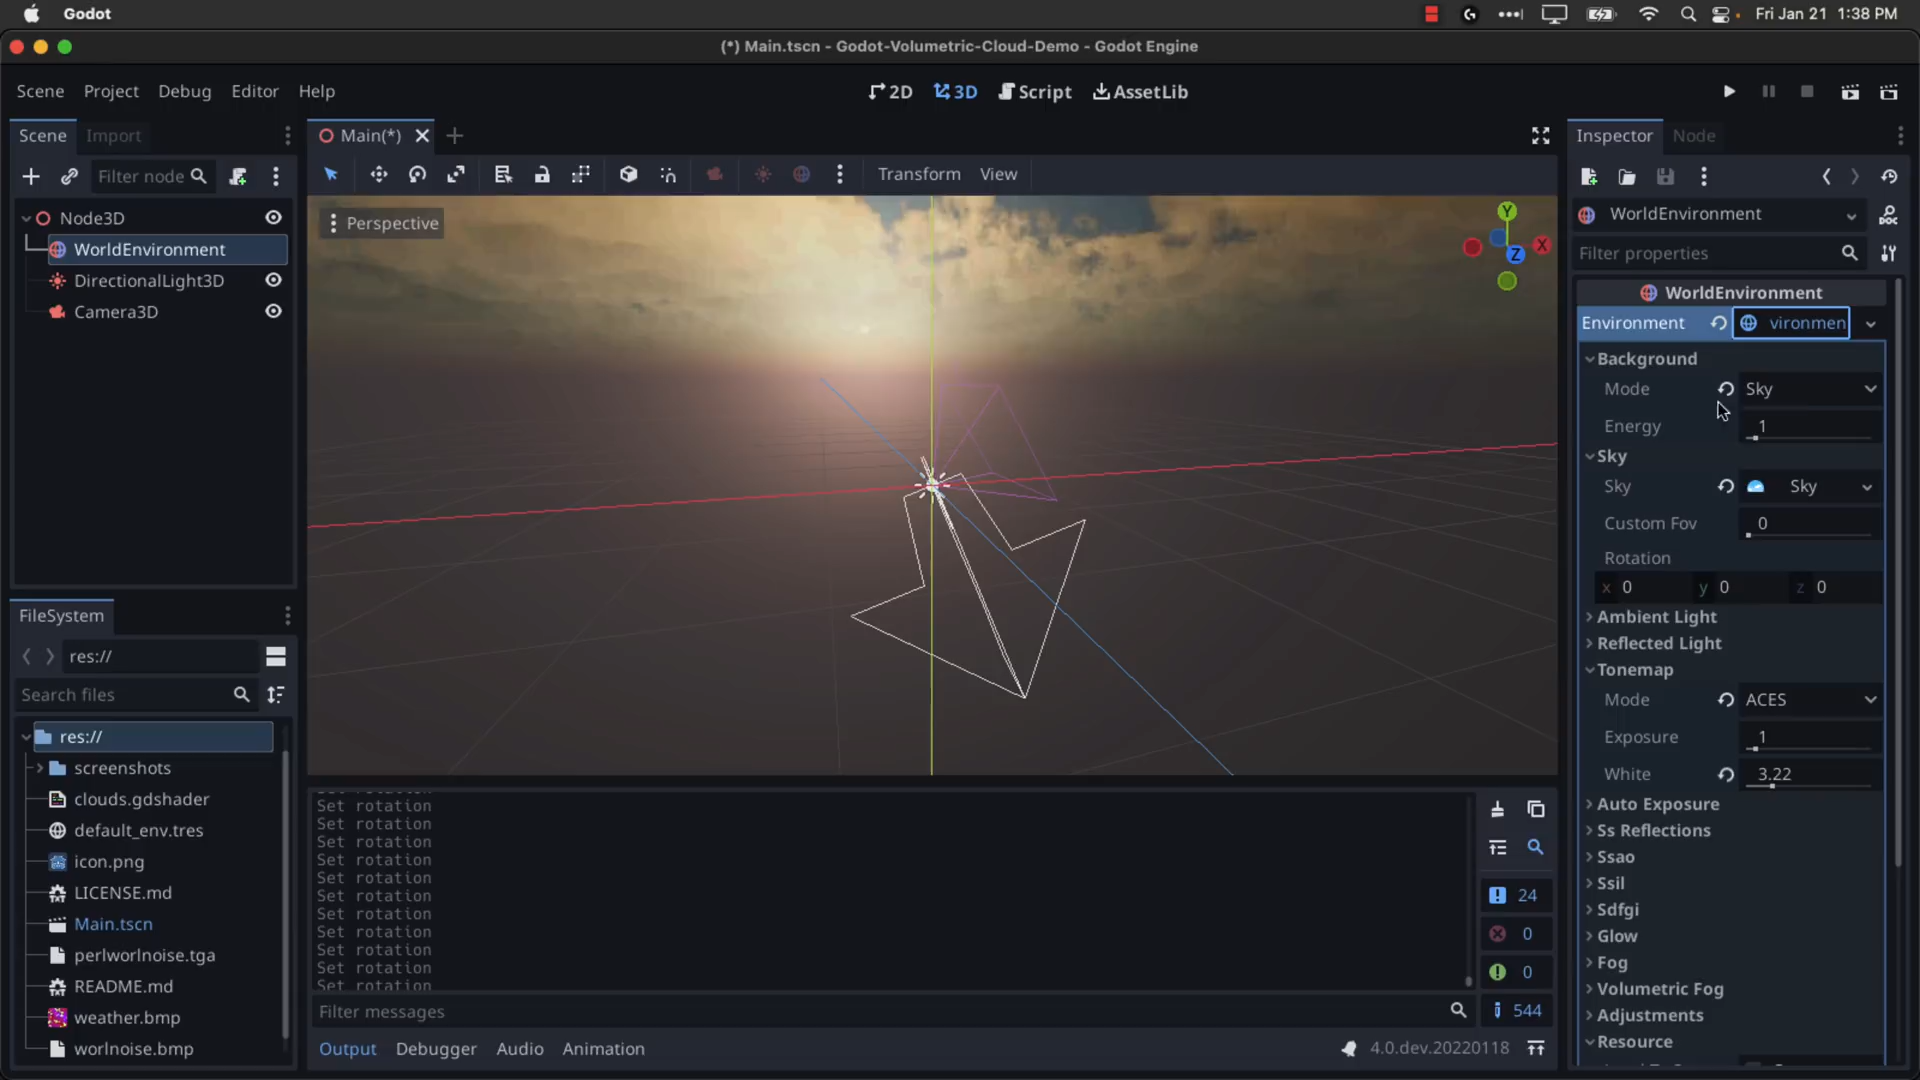 Godot
Fri Jan 21 1:38 PM
(*) Main.tscn - Godot-Volumetric-Cloud-Demo - Godot Engine
Scene Project Debug Editor Help
2D 3D Script AssetLib
Scene Import
Filter node
Node3D
WorldEnvironment
DirectionalLight3D
Camera3D
FileSystem
res://
Search files
res://
screenshots
clouds.gdshader
default_env.tres
icon.png
LICENSE.md
Main.tscn
perlworlnoise.tga
README.md
weather.bmp
worlnoise.bmp
Main(*)
Transform View
Perspective
Y
X
Z
Set rotation
Set rotation
Set rotation
Set rotation
Set rotation
Set rotation
Set rotation
Set rotation
Set rotation
Set rotation
Set rotation
24
0
0
544
Filter messages
Output Debugger Audio Animation
4.0.dev.20220118
Inspector Node
WorldEnvironment
DOC
Filter properties
WorldEnvironment
Environment vironmen
Background
Mode Sky
Energy 1
Sky
Sky Sky
Custom Fov 0
Rotation
x 0 y 0 z 0
Ambient Light
Reflected Light
Tonemap
Mode ACES
Exposure 1
White 3.22
Auto Exposure
Ss Reflections
Ssao
Ssil
Sdfgi
Glow
Fog
Volumetric Fog
Adjustments
Resource